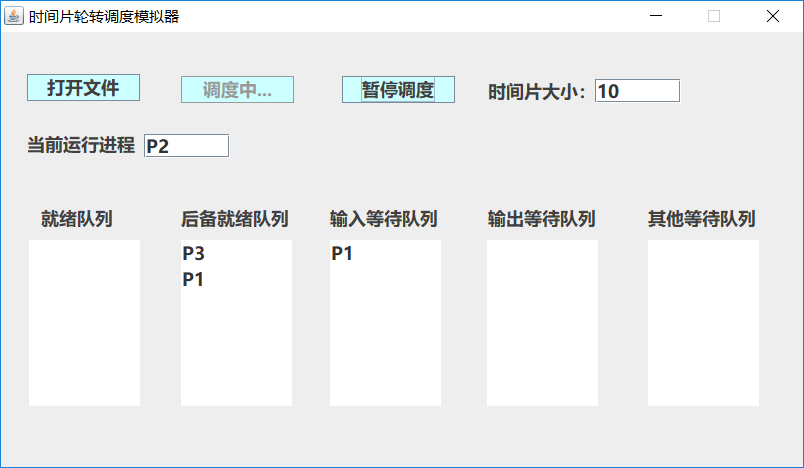 时间片轮转调度模拟器
打开文件 调度中... 暂停调度 时间片大小： 10
当前运行进程 P2
就绪队列 后备就绪队列 输入等待队列 输出等待队列 其他等待队列
P3 P1
P1